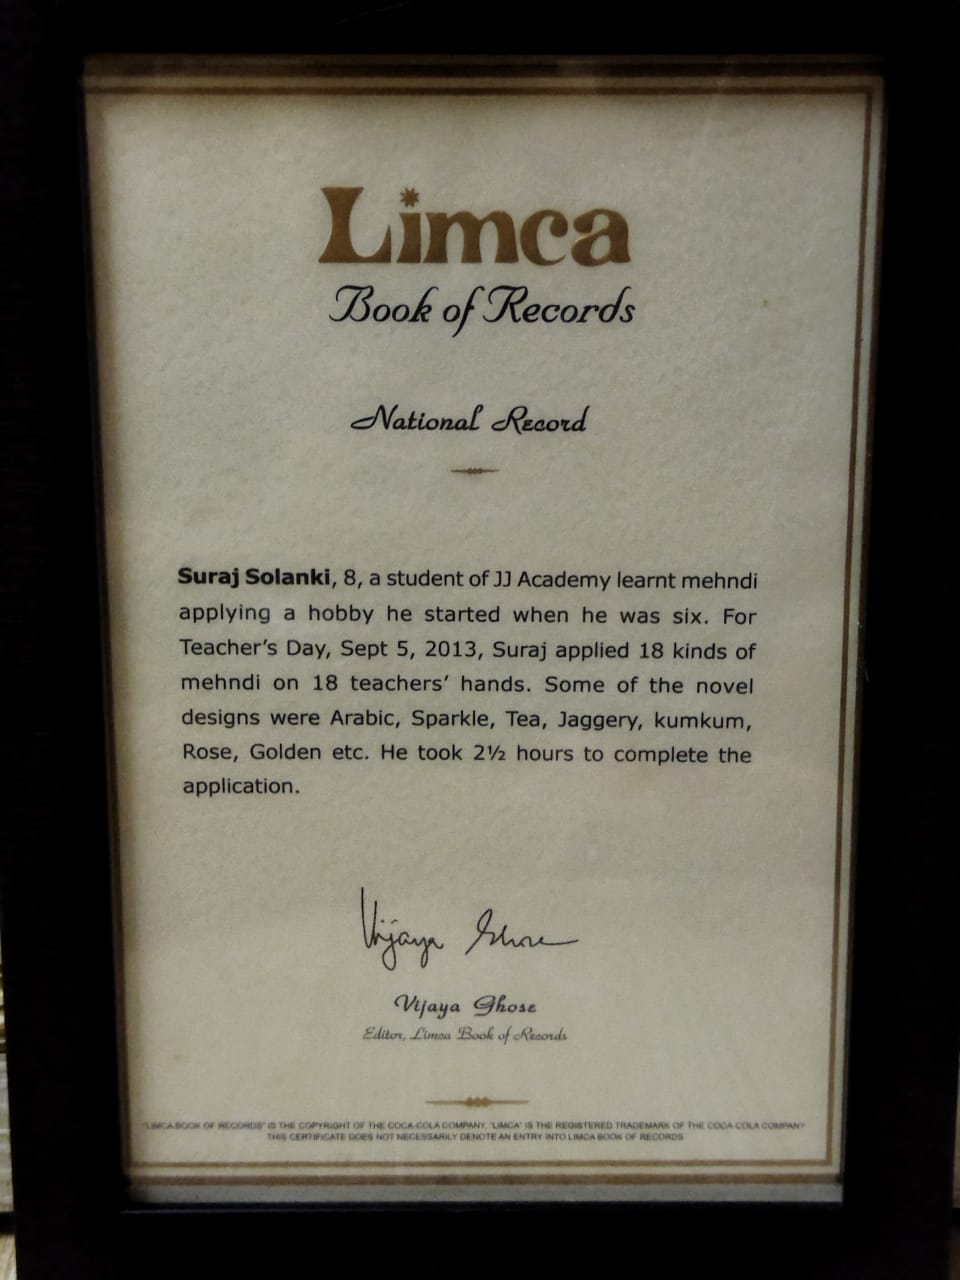 Limca
Book of Records
National Record
Suraj Solanki, 8, a student of JJ Academy learnt mehndi
applying a hobby he started when he was six. For
Teacher's Day, Sept 5, 2013, Suraj applied 18 kinds of
mehndi on 18 teachers' hands. Some of the novel
designs were Arabic, Sparkle, Tea, Jaggery, kumkum,
Rose, Golden etc. He took 2½ hours to complete the
application.
Vijaya Ghose
Vijaya Ghose
Editor, Limca Book of Records
"LIMCA BOOK OF RECORDS" IS THE COPYRIGHT OF THE COCA-COLA COMPANY. "LIMCA" IS THE REGISTERED TRADEMARK OF THE COCA-COLA COMPANY
THIS CERTIFICATE DOES NOT NECESSARILY DENOTE AN ENTRY INTO LIMCA BOOK OF RECORDS